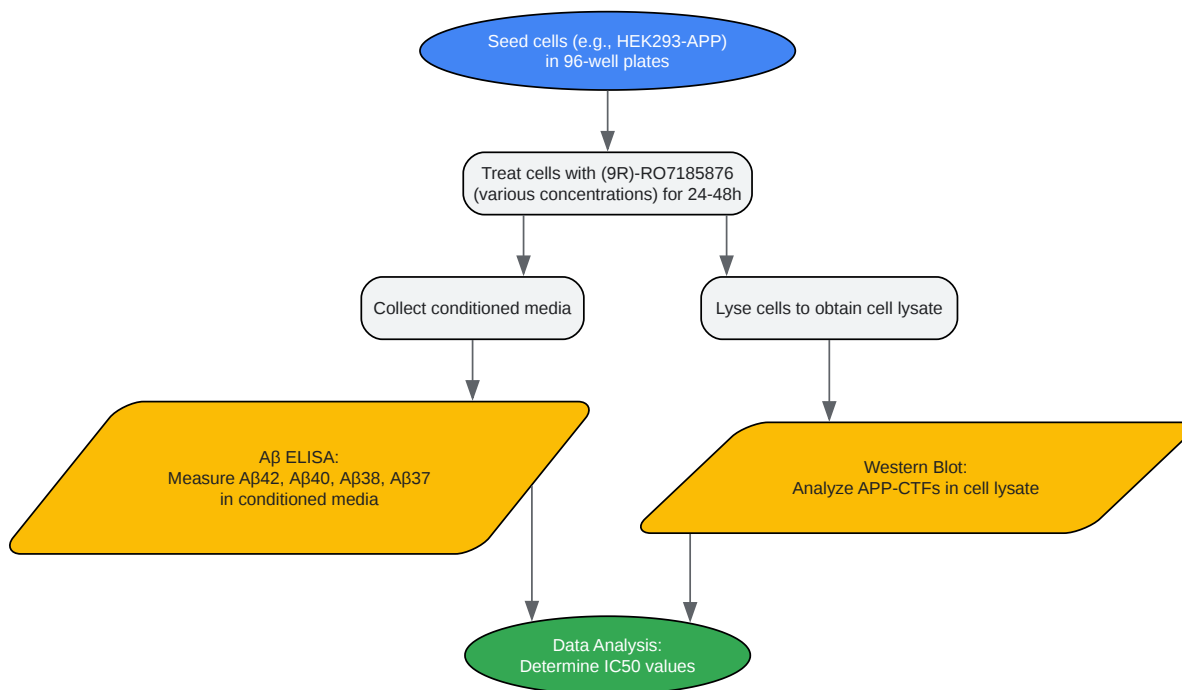 Seed cells (e.g., HEK293-APP)
in 96-well plates
Treat cells with (9R)-RO7185876
(various concentrations) for 24-48h
Collect conditioned media
Lyse cells to obtain cell lysate
Aβ ELISA:
Measure Aβ42, Aβ40, Aβ38, Aβ37
in conditioned media
Western Blot:
Analyze APP-CTFs in cell lysate
Data Analysis:
Determine IC50 values